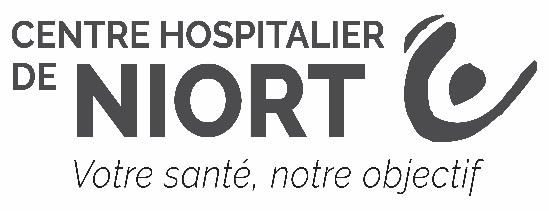 CENTRE HOSPITALIER
DE NIORT
Votre santé, notre objectif